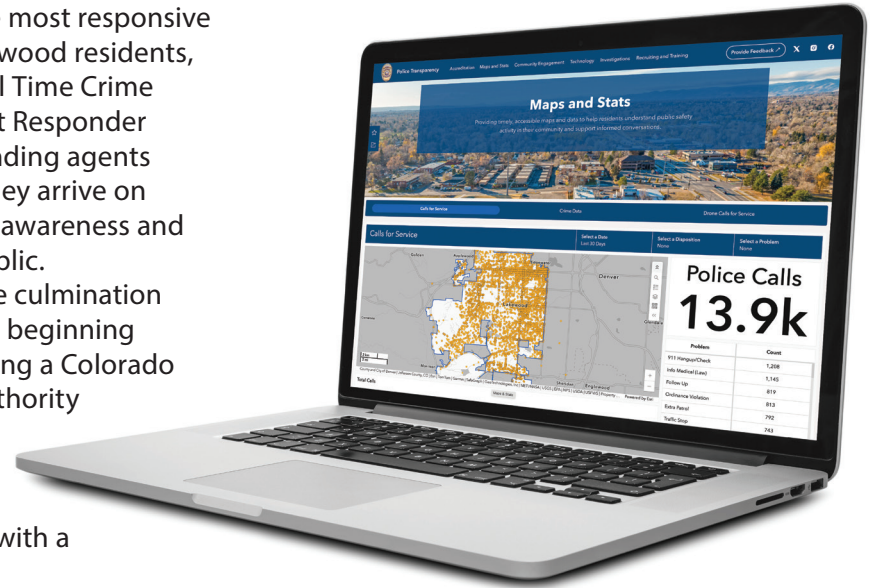 most responsive
wood residents,
l Time Crime
t Responder
nding agents
ey arrive on
awareness and
blic.
e culmination
beginning
ng a Colorado
thority
with a
Police Transparency Accreditation Maps and Stats Community Engagement Technology Investigations Recruiting and Training Provide Feedback
Maps and Stats
Providing timely, accessible maps and data to help residents understand public safety
activity in their community and support informed conversations.
Calls for Service Crime Data Drone Calls for Service
Calls for Service
Select a Date
Last 30 Days
Select a Disposition
None
Select a Problem
None
Denver
Lakewood
Englewood
Powered by Esri
Total Calls
Maps & Stats
Police Calls
13.9k
Problem Count
911 Hangup/Check 1,208
Info Medical (Law) 1,145
Follow Up 819
Ordinance Violation 813
Extra Patrol 792
Traffic Stop 743